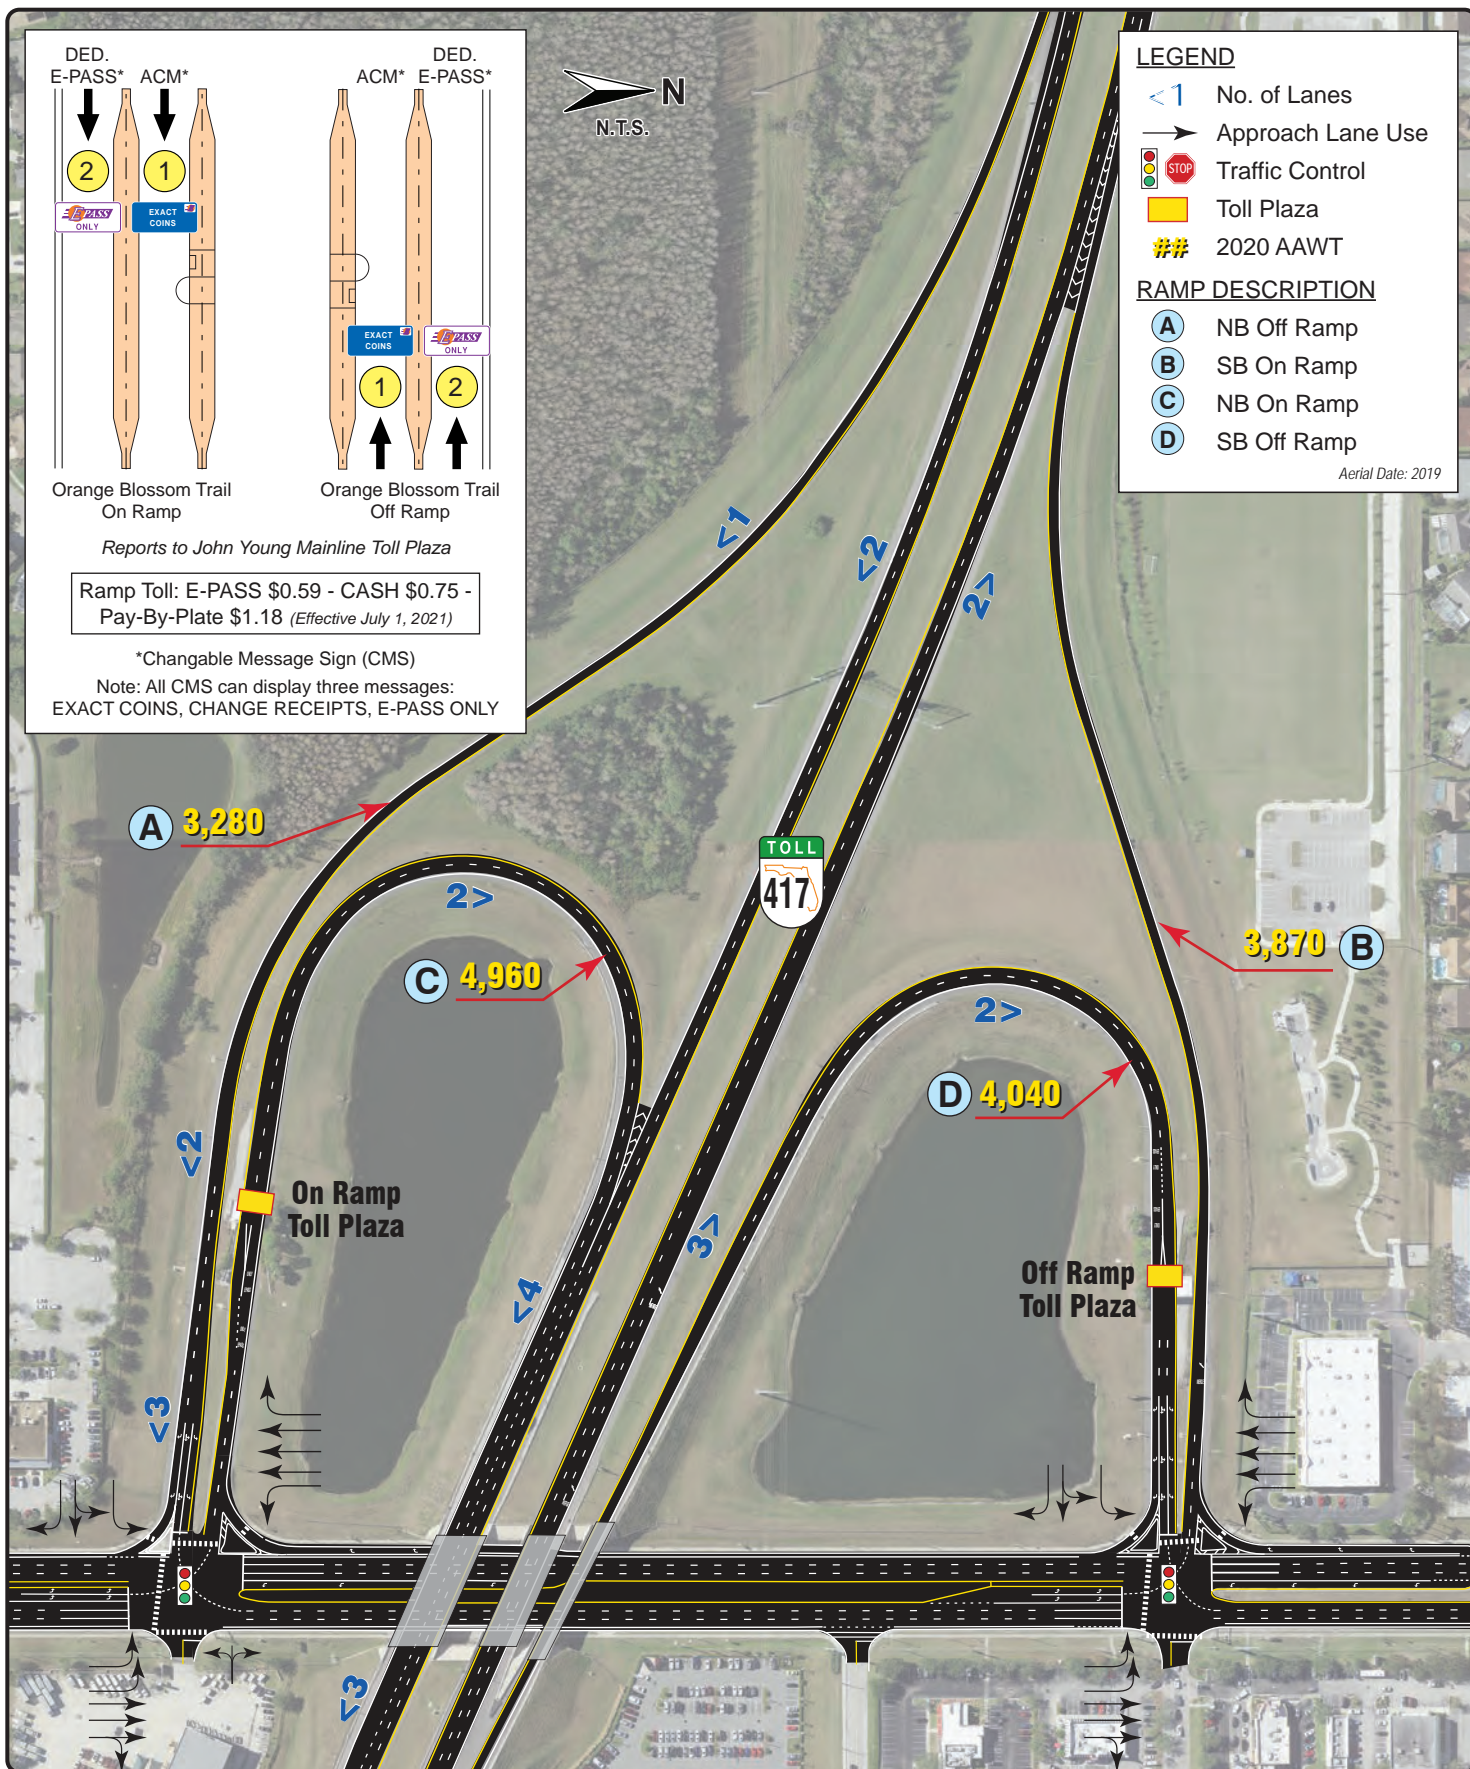 DED.
E-PASS*
ACM*
2
1
E PASS
ONLY
EXACT
COINS
Orange Blossom Trail
On Ramp
ACM*
DED.
E-PASS*
EXACT
COINS
E PASS
ONLY
1
2
Orange Blossom Trail
Off Ramp
Reports to John Young Mainline Toll Plaza
Ramp Toll: E-PASS $0.59 - CASH $0.75 -
Pay-By-Plate $1.18 (Effective July 1, 2021)
*Changable Message Sign (CMS)
Note: All CMS can display three messages:
EXACT COINS, CHANGE RECEIPTS, E-PASS ONLY
N
N.T.S.
LEGEND
<1 No. of Lanes
Approach Lane Use
STOP Traffic Control
Toll Plaza
## 2020 AAWT
RAMP DESCRIPTION
A NB Off Ramp
B SB On Ramp
C NB On Ramp
D SB Off Ramp
Aerial Date: 2019
<1
<2
2>
A 3,280
TOLL
417
2>
C 4,960
3,870 B
2>
D 4,040
<2
On Ramp
Toll Plaza
3>
<4
Off Ramp
Toll Plaza
<3
<3